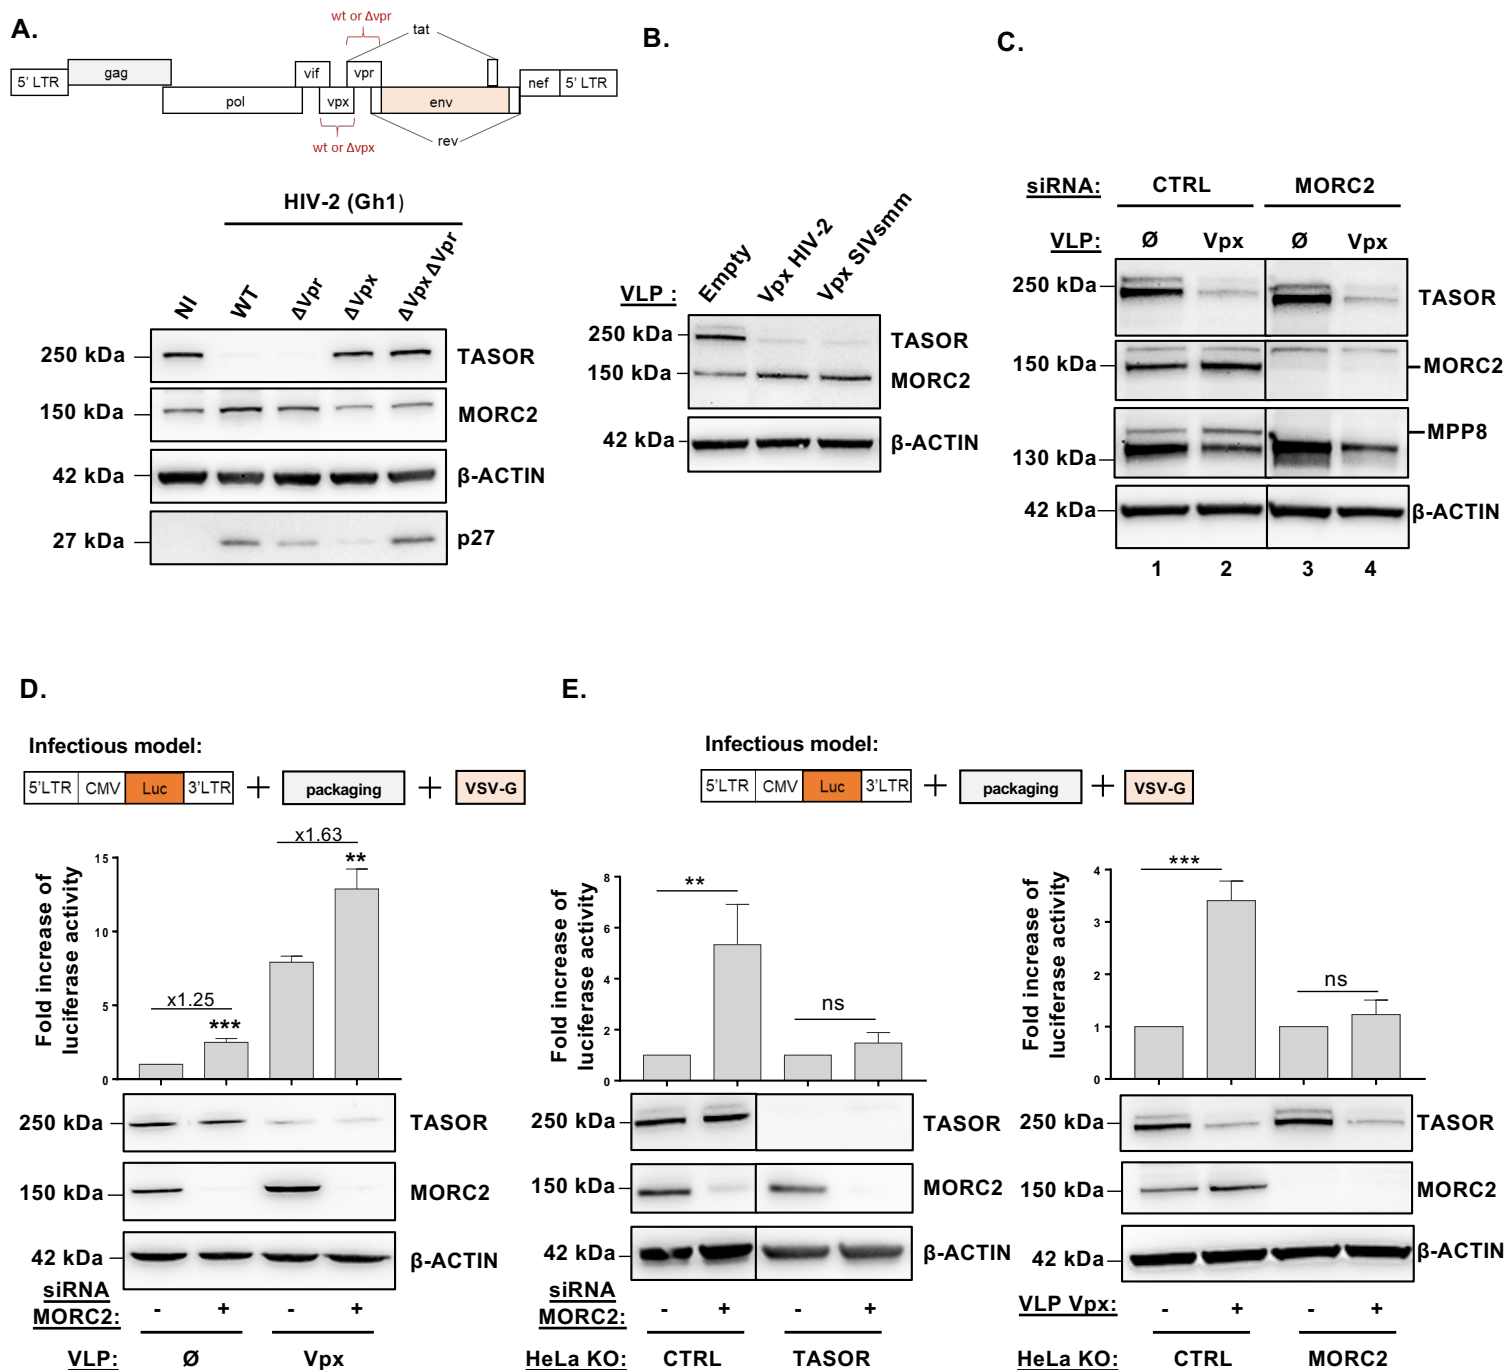 A.
wt or Δvpr
tat
5' LTR
gag
vif
vpr
nef
5' LTR
pol
vpx
env
rev
wt or Δvpx
HIV-2 (Gh1)
NI
WT
ΔVpr
ΔVpx
ΔVpx ΔVpr
250 kDa
TASOR
150 kDa
MORC2
42 kDa
β-ACTIN
27 kDa
p27
B.
VLP :
Empty
Vpx HIV-2
Vpx SIVsmm
250 kDa
TASOR
150 kDa
MORC2
42 kDa
β-ACTIN
C.
siRNA:
CTRL
MORC2
VLP:
Ø
Vpx
Ø
Vpx
250 kDa
TASOR
150 kDa
MORC2
MPP8
130 kDa
42 kDa
β-ACTIN
1
2
3
4
D.
Infectious model:
5'LTR
CMV
Luc
3'LTR
+
packaging
+
VSV-G
Fold increase of
luciferase activity
15
10
5
0
x1.25
***
x1.63
**
250 kDa
TASOR
150 kDa
MORC2
42 kDa
β-ACTIN
siRNA
MORC2:
-
+
-
+
VLP:
Ø
Vpx
E.
Infectious model:
5'LTR
CMV
Luc
3'LTR
+
packaging
+
VSV-G
Fold increase of
luciferase activity
8
6
4
2
0
**
ns
250 kDa
TASOR
150 kDa
MORC2
42 kDa
β-ACTIN
siRNA
MORC2:
-
+
-
+
HeLa KO:
CTRL
TASOR
Fold increase of
luciferase activity
4
3
2
1
0
***
ns
250 kDa
TASOR
150 kDa
MORC2
42 kDa
β-ACTIN
VLP Vpx:
-
+
-
+
HeLa KO:
CTRL
MORC2